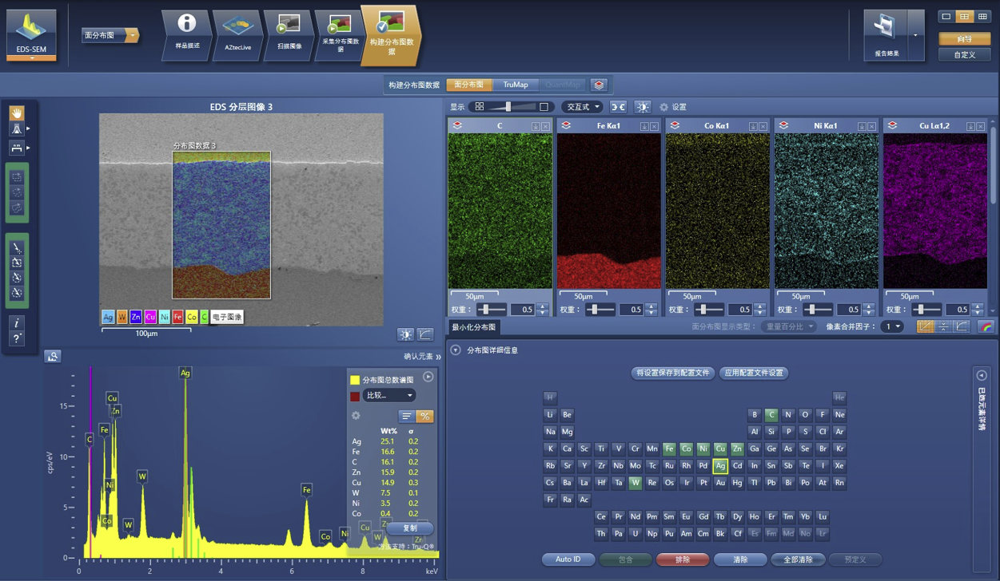 EDS-SEM
面分布图
样品描述
AZtecLive
扫描图像
采集分布图数
据
构建分布图数
据
报告结果
向导
自定义
构建分布图数据
面分布图
TruMap
QuantMap
EDS 分层图像 3
分布图数据 3
Ag W Zn Cu Ni Fe Co C 电子图像
100μm
显示
交互式
设置
C
Fe Kα1
Co Kα1
Ni Kα1
Cu Lα1,2
50μm
50μm
50μm
50μm
50μm
权重: 0.5
权重: 0.5
权重: 0.5
权重: 0.5
权重: 0.5
最小化分布图
面分布图显示类型: 重量百分比
像素合并因子: 1
确认元素 »
cps/eV
15
10
5
0
0 2 4 6 8 keV
C
Co
Ni
Fe
Cu
Zn
W
W
Ag
Fe
Co
Ni
Cu
W
Zn
分布图总数谱图
比较...
%
Wt% σ
Ag 25.1 0.2
Fe 16.6 0.2
C 16.1 0.2
Zn 15.9 0.2
Cu 14.9 0.3
W 7.5 0.1
Ni 3.5 0.2
Co 0.4 0.2
复制
方法支持:Tru-Q®
分布图详细信息
将设置保存到配置文件
应用配置文件设置
H He
Li Be B C N O F Ne
Na Mg Al Si P S Cl Ar
K Ca Sc Ti V Cr Mn Fe Co Ni Cu Zn Ga Ge As Se Br Kr
Rb Sr Y Zr Nb Mo Tc Ru Rh Pd Ag Cd In Sn Sb Te I Xe
Cs Ba La Hf Ta W Re Os Ir Pt Au Hg Tl Pb Bi Po At Rn
Fr Ra Ac
Ce Pr Nd Pm Sm Eu Gd Tb Dy Ho Er Tm Yb Lu
Th Pa U Np Pu Am Cm Bk Cf Es Fm Md No Lr
Auto ID
包含
排除
清除
全部清除
预定义
已选元素详情